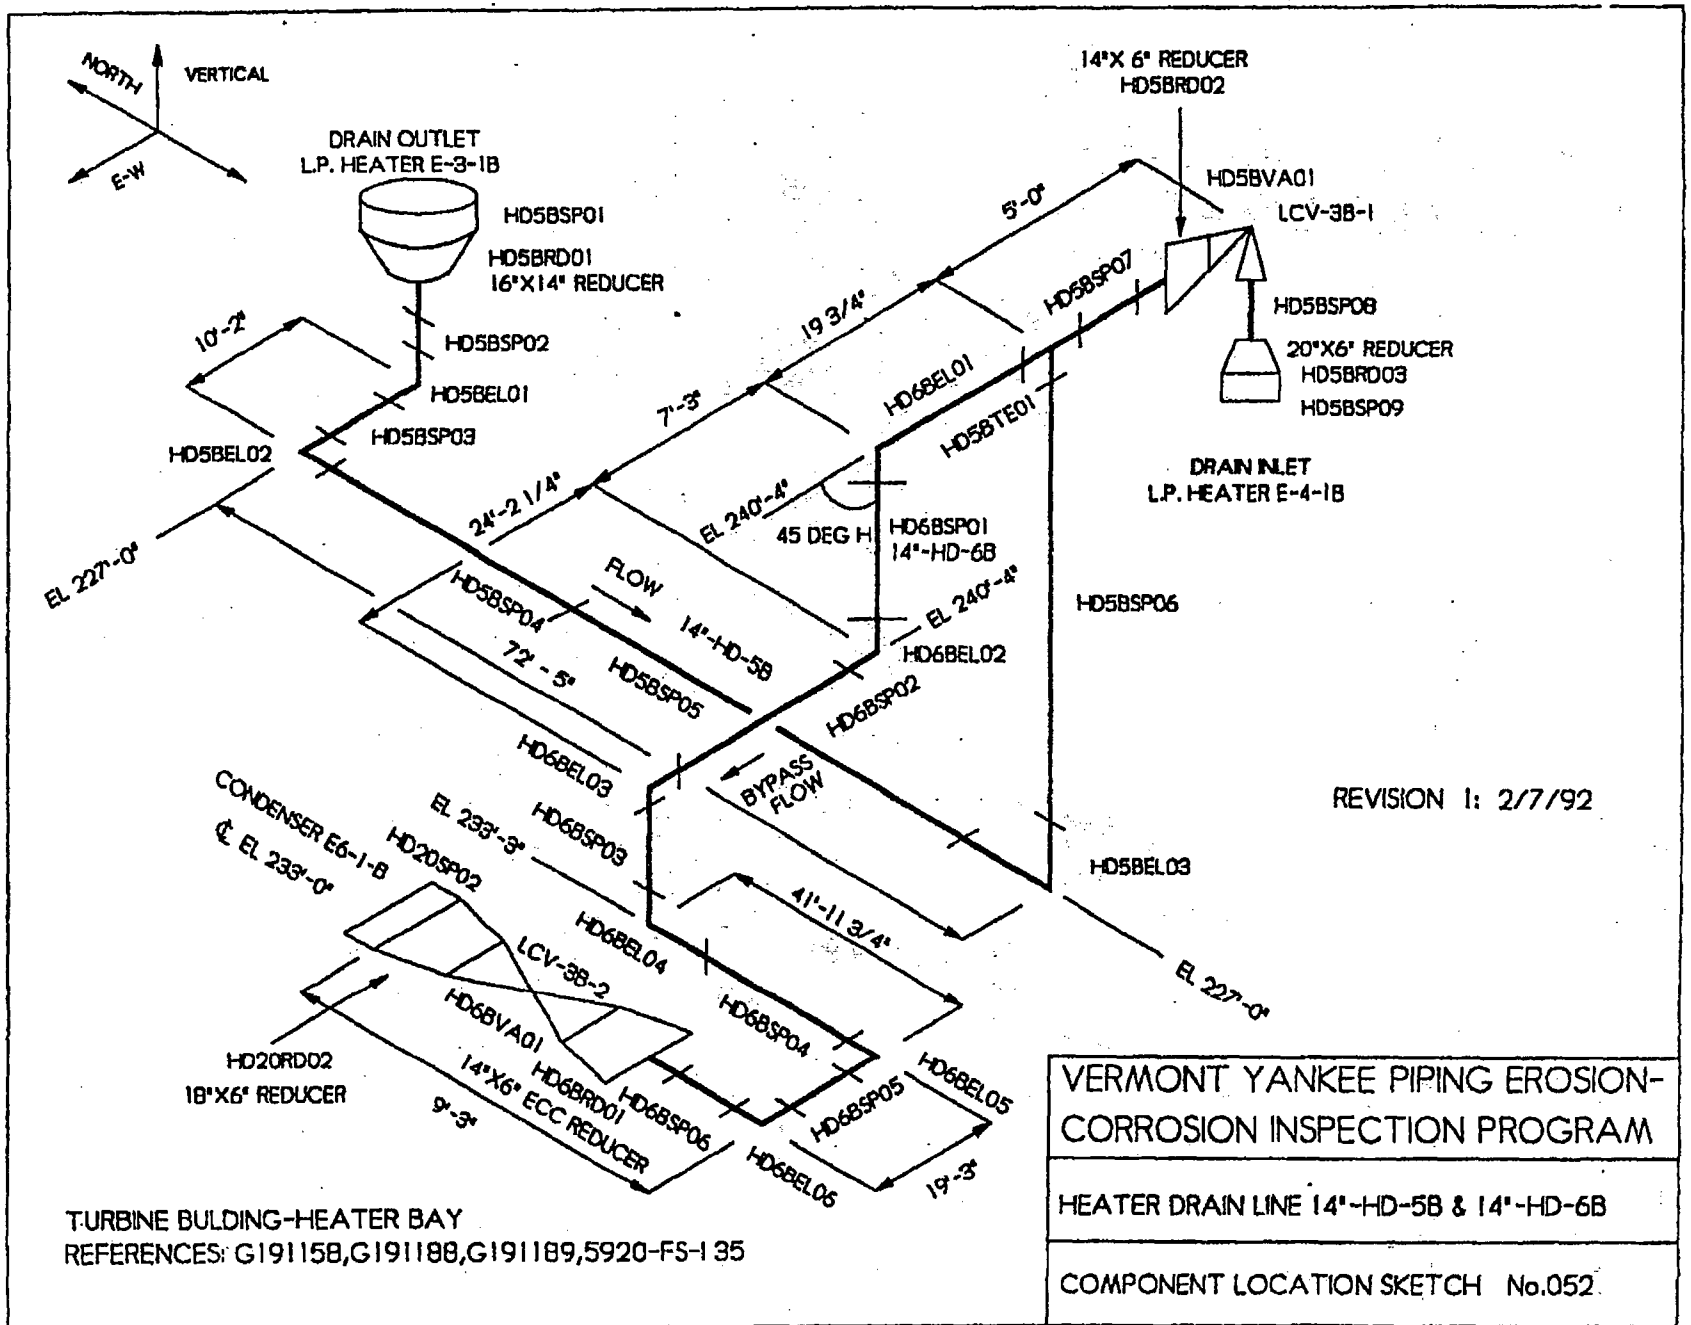 NORTH
VERTICAL
E-W
DRAIN OUTLET
L.P. HEATER E-3-1B
HD5BSP01
HD5BRD01
16"X14" REDUCER
HD5BSP02
10'-2"
HD5BEL01
HD5BSP03
HD5BEL02
EL 227'-0"
14"X 6" REDUCER
HD5BRD02
HD5BVA01
LCV-3B-1
5'-0"
HD5BSP07
HD5BSP08
20"X6" REDUCER
HD5BRD03
HD5BSP09
DRAIN INLET
L.P. HEATER E-4-1B
19 3/4"
HD6BEL01
HD5BTE01
7'-3"
24'-2 1/4"
EL 240'-4"
45 DEG H
HD6BSP01
14"-HD-6B
EL 240'-4"
HD5BSP06
FLOW
HD5BSP04
14"-HD-5B
72' - 5"
HD5BSP05
HD6BEL02
HD6BSP02
HD6BEL03
BYPASS
FLOW
REVISION 1: 2/7/92
HD5BEL03
EL 227'-0"
CONDENSER E6-1-B
℄ EL 233'-0"
EL 233'-3"
HD6BSP03
HD20SP02
41'-11 3/4"
HD6BEL04
LCV-3B-2
HD6BVA01
HD6BSP04
HD20RD02
18"X6" REDUCER
HD6BRD01
14"X6" ECC REDUCER
9'-3"
HD6BSP06
HD6BSP05
HD6BEL05
HD6BEL06
19'-3"
TURBINE BULDING-HEATER BAY
REFERENCES: G191158,G191188,G191189,5920-FS-135
VERMONT YANKEE PIPING EROSION-
CORROSION INSPECTION PROGRAM
HEATER DRAIN LINE 14"-HD-5B & 14"-HD-6B
COMPONENT LOCATION SKETCH No.052